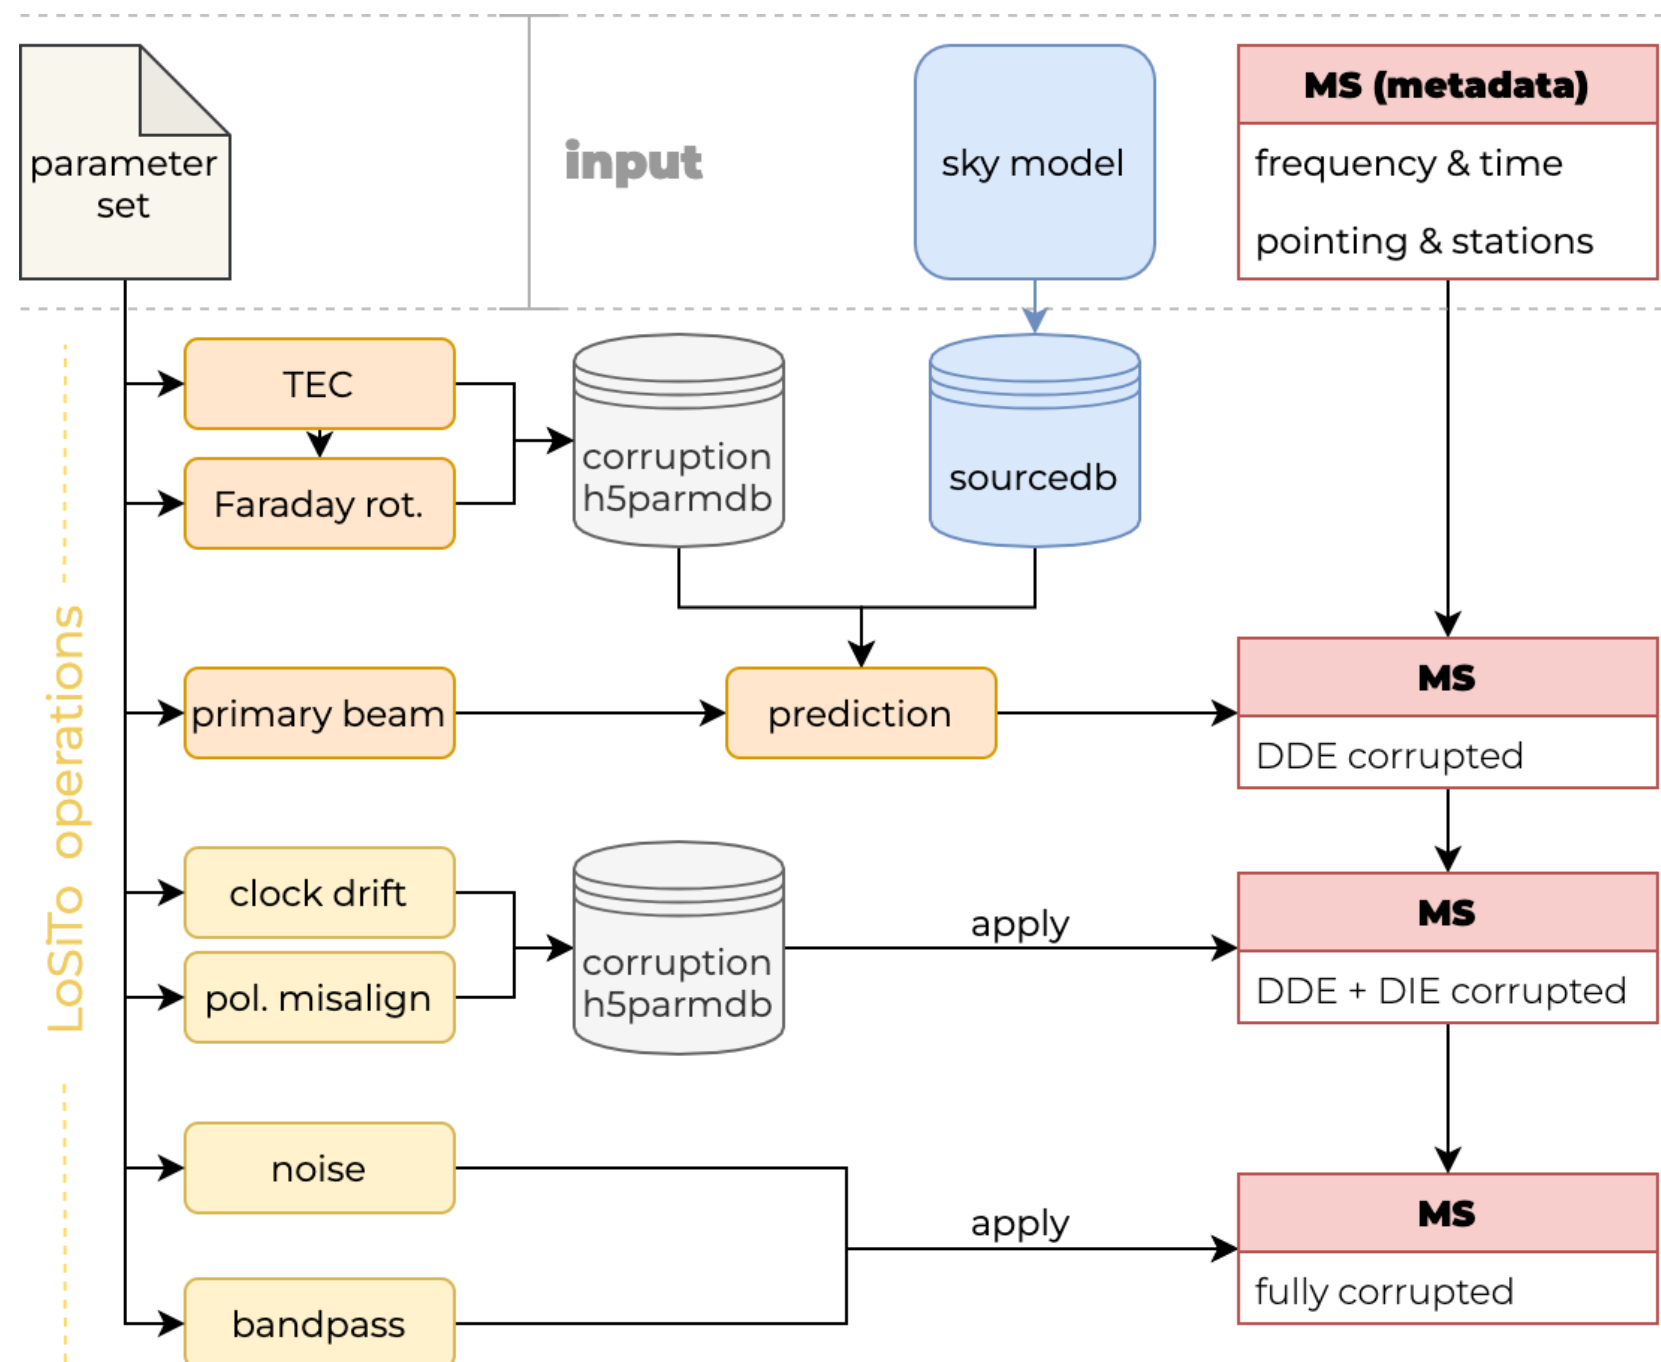 parameter
set
input
sky model
MS (metadata)
frequency & time
pointing & stations
LoSiTo operations
TEC
Faraday rot.
corruption
h5parmdb
sourcedb
primary beam
prediction
MS
DDE corrupted
clock drift
pol. misalign
corruption
h5parmdb
apply
MS
DDE + DIE corrupted
noise
bandpass
apply
MS
fully corrupted